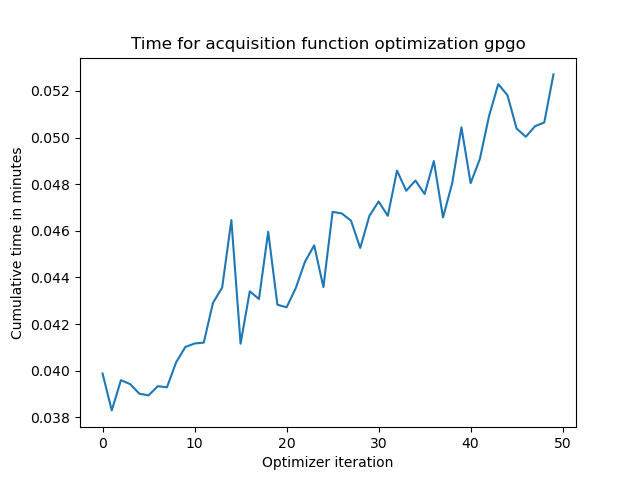 Time for acquisition function optimization gpgo
Cumulative time in minutes
0.052
0.050
0.048
0.046
0.044
0.042
0.040
0.038
0 10 20 30 40 50
Optimizer iteration